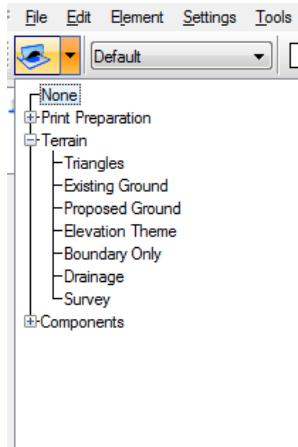 File Edit Element Settings Tools
Default
None
Print Preparation
Terrain
Triangles
Existing Ground
Proposed Ground
Elevation Theme
Boundary Only
Drainage
Survey
Components